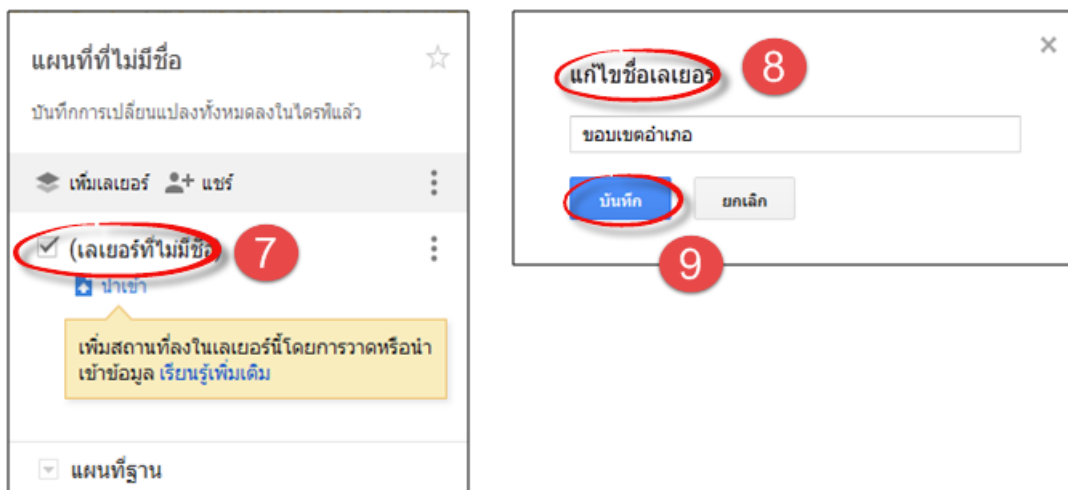 แผนที่ที่ไม่มีชื่อ
บันทึกการเปลี่ยนแปลงทั้งหมดลงในไดรฟ์แล้ว
เพิ่มเลเยอร์ แชร์
(เลเยอร์ที่ไม่มีชื่อ)
7
นำเข้า
เพิ่มสถานที่ลงในเลเยอร์นี้โดยการวาดหรือนำ
เข้าข้อมูล เรียนรู้เพิ่มเติม
แผนที่ฐาน
แก้ไขชื่อเลเยอร์
8
ขอบเขตอำเภอ
บันทึก ยกเลิก
9